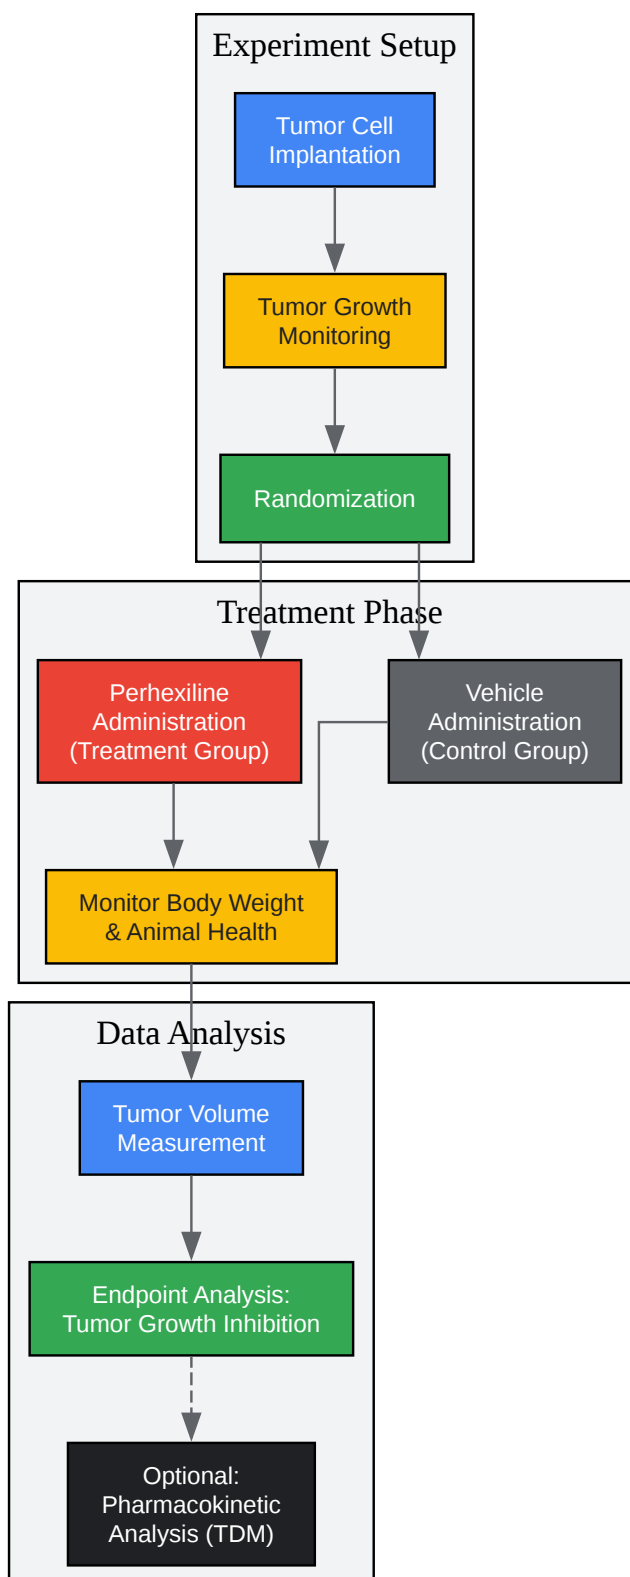 Experiment Setup
Tumor Cell
Implantation
Tumor Growth
Monitoring
Randomization
Treatment Phase
Perhexiline
Administration
(Treatment Group)
Vehicle
Administration
(Control Group)
Monitor Body Weight
& Animal Health
Data Analysis
Tumor Volume
Measurement
Endpoint Analysis:
Tumor Growth Inhibition
Optional:
Pharmacokinetic
Analysis (TDM)